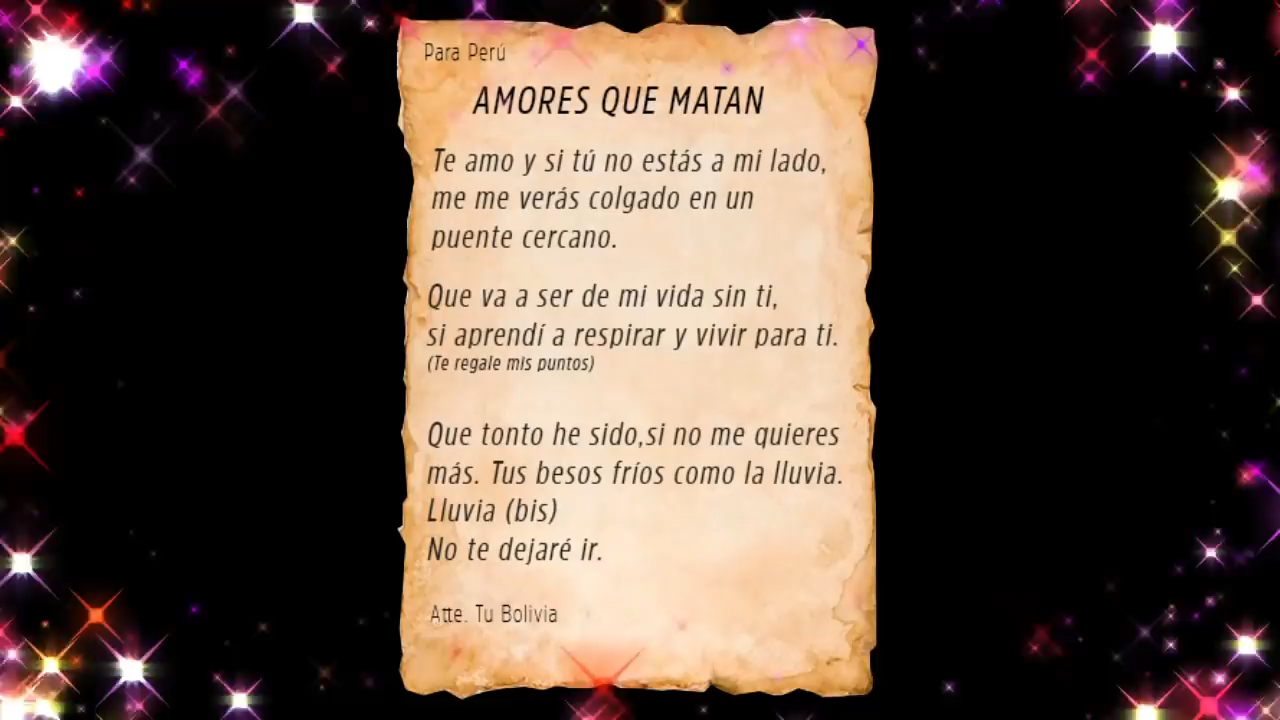 Para Perú
AMORES QUE MATAN
Te amo y si tú no estás a mi lado,
me me verás colgado en un
puente cercano.
Que va a ser de mi vida sin ti,
si aprendí a respirar y vivir para ti.
(Te regale mis puntos)
Que tonto he sido,si no me quieres
más. Tus besos fríos como la lluvia.
Lluvia (bis)
No te dejaré ir.
Atte. Tu Bolivia